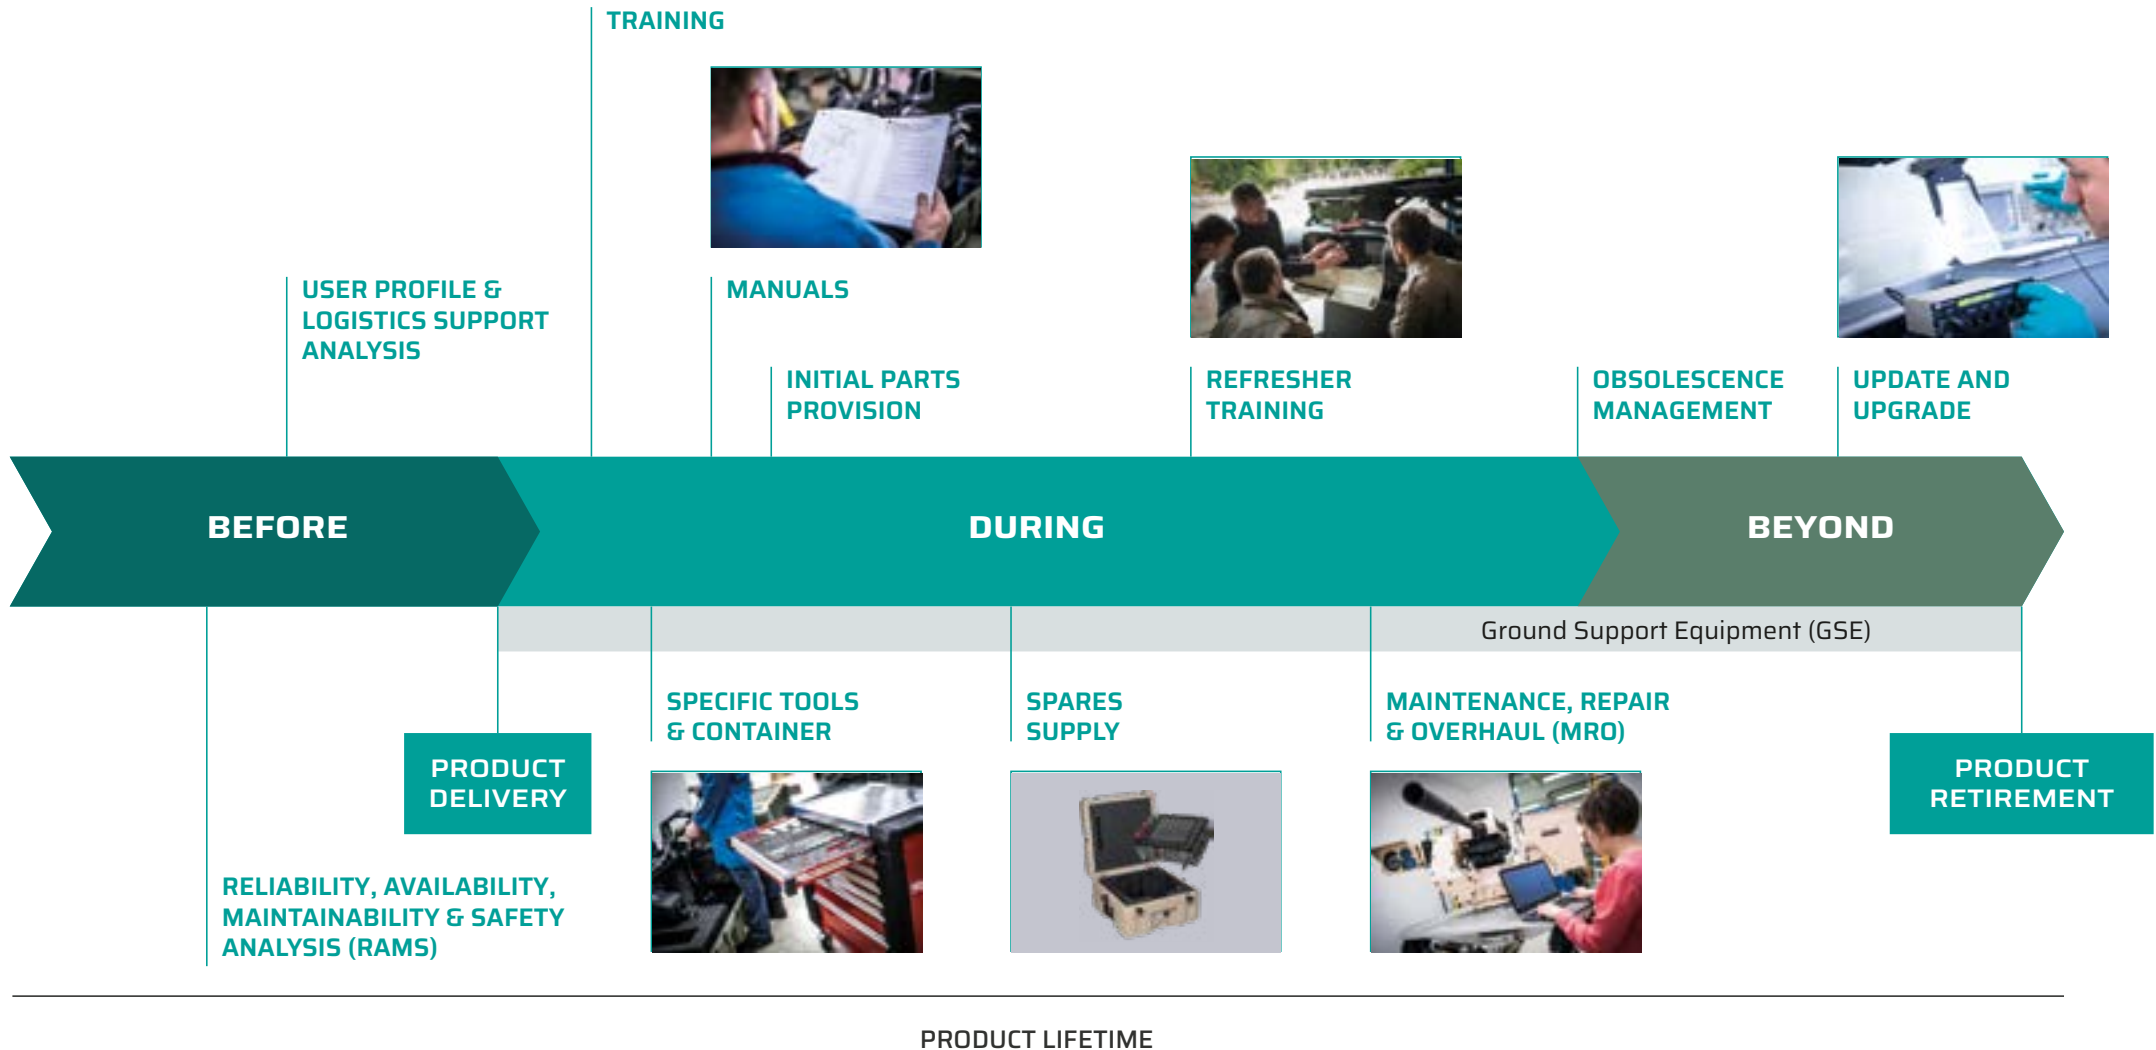 TRAINING
USER PROFILE &
LOGISTICS SUPPORT
ANALYSIS
MANUALS
INITIAL PARTS
PROVISION
REFRESHER
TRAINING
OBSOLESCENCE
MANAGEMENT
UPDATE AND
UPGRADE
BEFORE
DURING
BEYOND
Ground Support Equipment (GSE)
SPECIFIC TOOLS
& CONTAINER
SPARES
SUPPLY
MAINTENANCE, REPAIR
& OVERHAUL (MRO)
PRODUCT
DELIVERY
PRODUCT
RETIREMENT
RELIABILITY, AVAILABILITY,
MAINTAINABILITY & SAFETY
ANALYSIS (RAMS)
PRODUCT LIFETIME